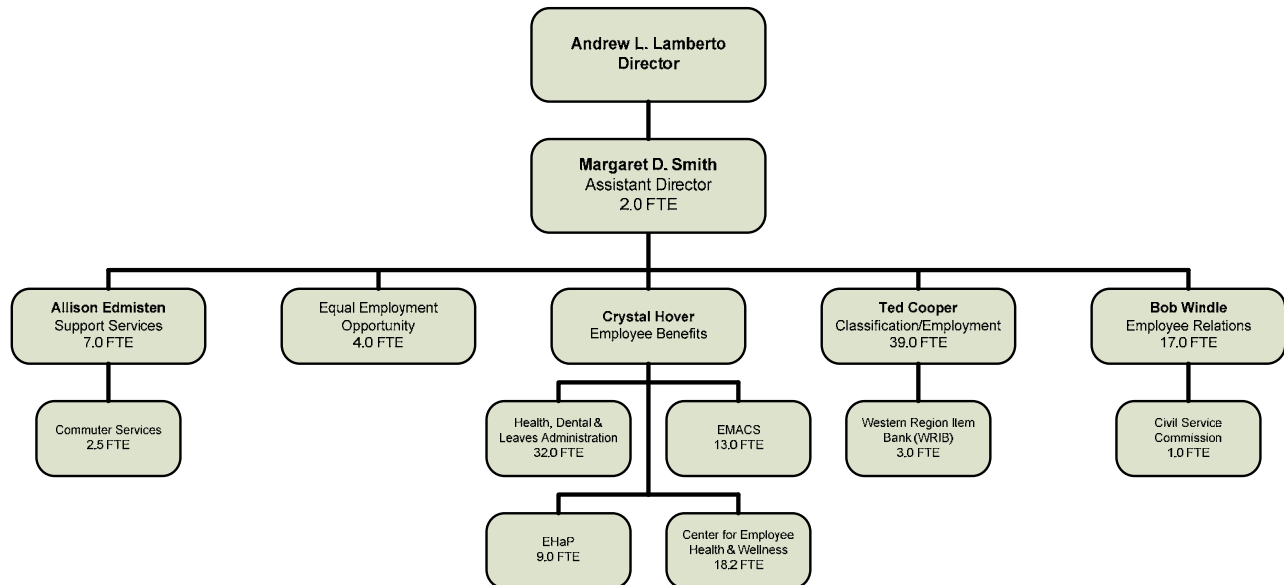 Andrew L. Lamberto
Director
Margaret D. Smith
Assistant Director
2.0 FTE
Allison Edmisten
Support Services
7.0 FTE
Equal Employment
Opportunity
4.0 FTE
Crystal Hover
Employee Benefits
Ted Cooper
Classification/Employment
39.0 FTE
Bob Windle
Employee Relations
17.0 FTE
Commuter Services
2.5 FTE
Health, Dental &
Leaves Administration
32.0 FTE
EMACS
13.0 FTE
Western Region Item
Bank (WRIB)
3.0 FTE
Civil Service
Commission
1.0 FTE
EHaP
9.0 FTE
Center for Employee
Health & Wellness
18.2 FTE